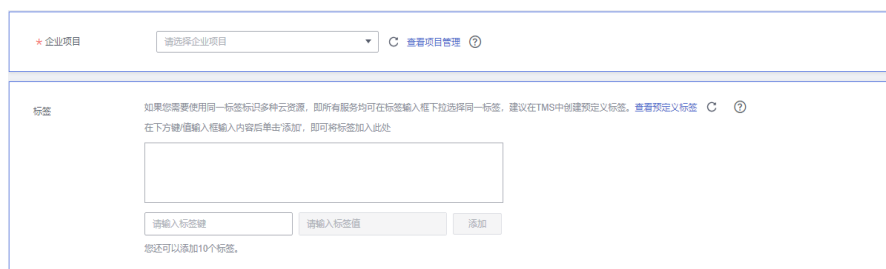 * 企业项目 请选择企业项目 查看项目管理
标签 如果您需要使用同一标签标识多种云资源，即所有服务均可在标签输入框下拉选择同一标签，建议在TMS中创建预定义标签。查看预定义标签
在下方键/值输入框输入内容后单击'添加'，即可将标签加入此处
请输入标签键 请输入标签值 添加
您还可以添加10个标签。